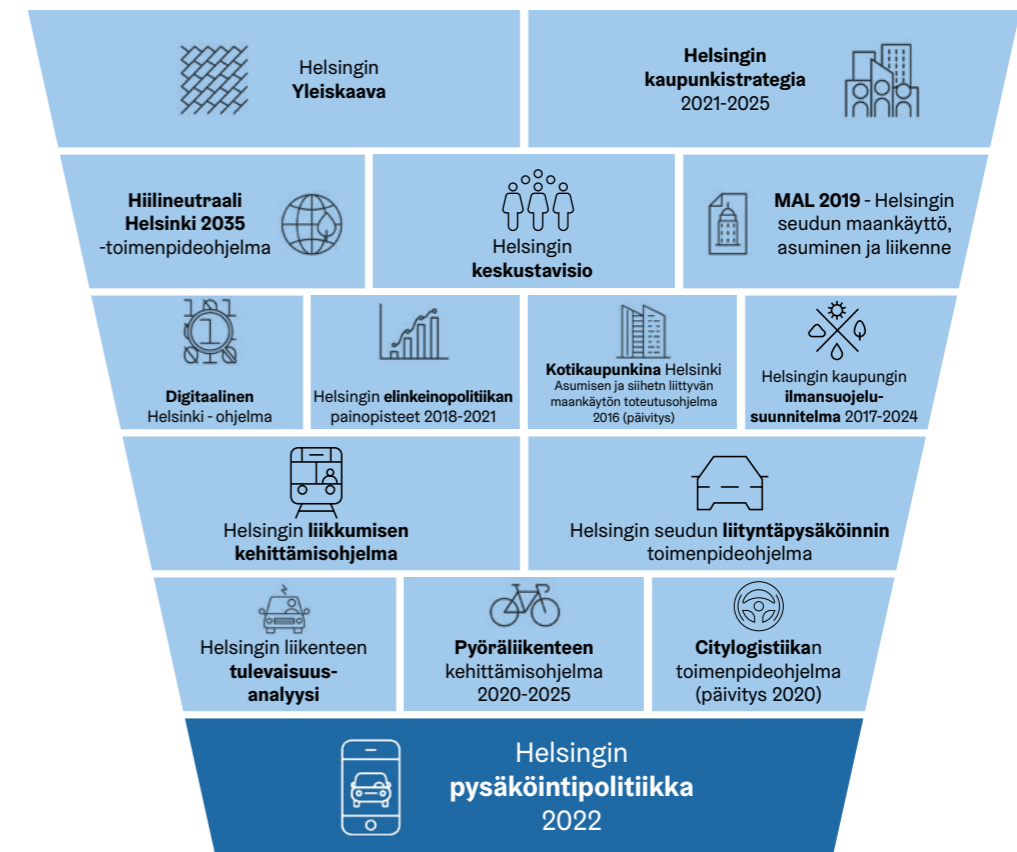 Helsingin
Yleiskaava
Helsingin
kaupunkistrategia
2021-2025
Hiilineutraali
Helsinki 2035
-toimenpideohjelma
Helsingin
keskustavisio
MAL 2019 - Helsingin
seudun maankäyttö,
asuminen ja liikenne
Digitaalinen
Helsinki - ohjelma
Helsingin elinkeinopolitiikan
painopisteet 2018-2021
Kotikaupunkina Helsinki
Asumisen ja siihetn liittyvän
maankäytön toteutusohjelma
2016 (päivitys)
Helsingin kaupungin
ilmansuojelu-
suunnitelma 2017-2024
Helsingin liikkumisen
kehittämisohjelma
Helsingin seudun liityntäpysäköinnin
toimenpideohjelma
Helsingin liikenteen
tulevaisuus-
analyysi
Pyöräliikenteen
kehittämisohjelma
2020-2025
Citylogistiikan
toimenpideohjelma
(päivitys 2020)
Helsingin
pysäköintipolitiikka
2022